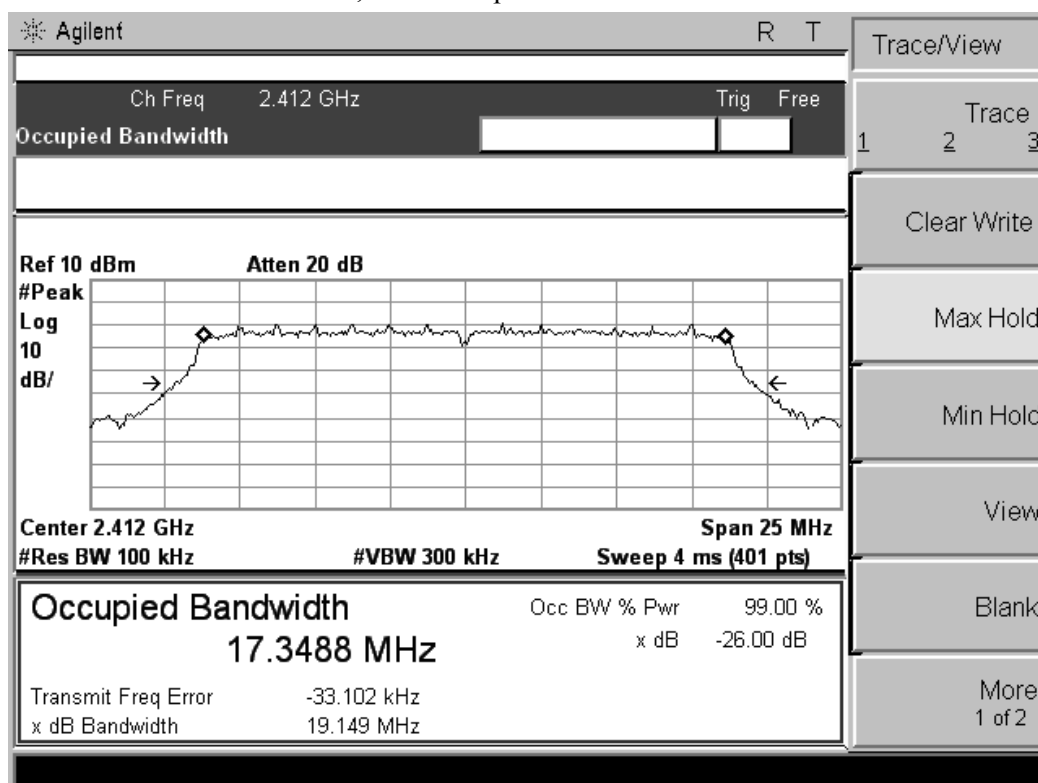 Agilent R T
Trace/View
Ch Freq 2.412 GHz Trig Free
Occupied Bandwidth
Trace
1 2 3
Clear Write
Max Hold
Min Hold
View
Blank
More
1 of 2
Ref 10 dBm Atten 20 dB
#Peak
Log
10
dB/
Center 2.412 GHz Span 25 MHz
#Res BW 100 kHz #VBW 300 kHz Sweep 4 ms (401 pts)
Occupied Bandwidth
17.3488 MHz
Occ BW % Pwr 99.00 %
x dB -26.00 dB
Transmit Freq Error -33.102 kHz
x dB Bandwidth 19.149 MHz